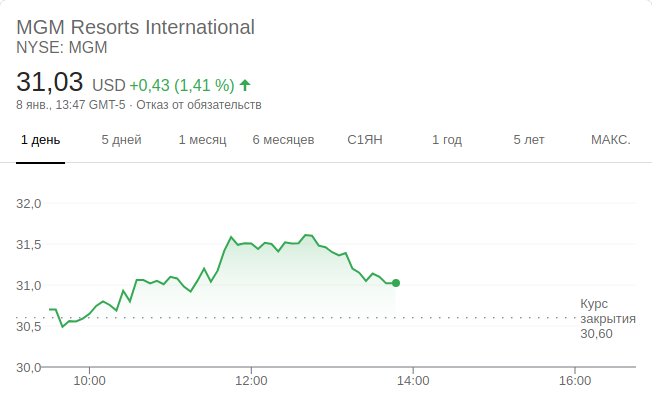 MGM Resorts International
NYSE: MGM
31,03 USD +0,43 (1,41 %)
8 янв., 13:47 GMT-5 · Отказ от обязательств
1 день 5 дней 1 месяц 6 месяцев С1ЯН 1 год 5 лет МАКС.
32,0
31,5
31,0
30,5
30,0
Курс
закрытия
30,60
10:00 12:00 14:00 16:00